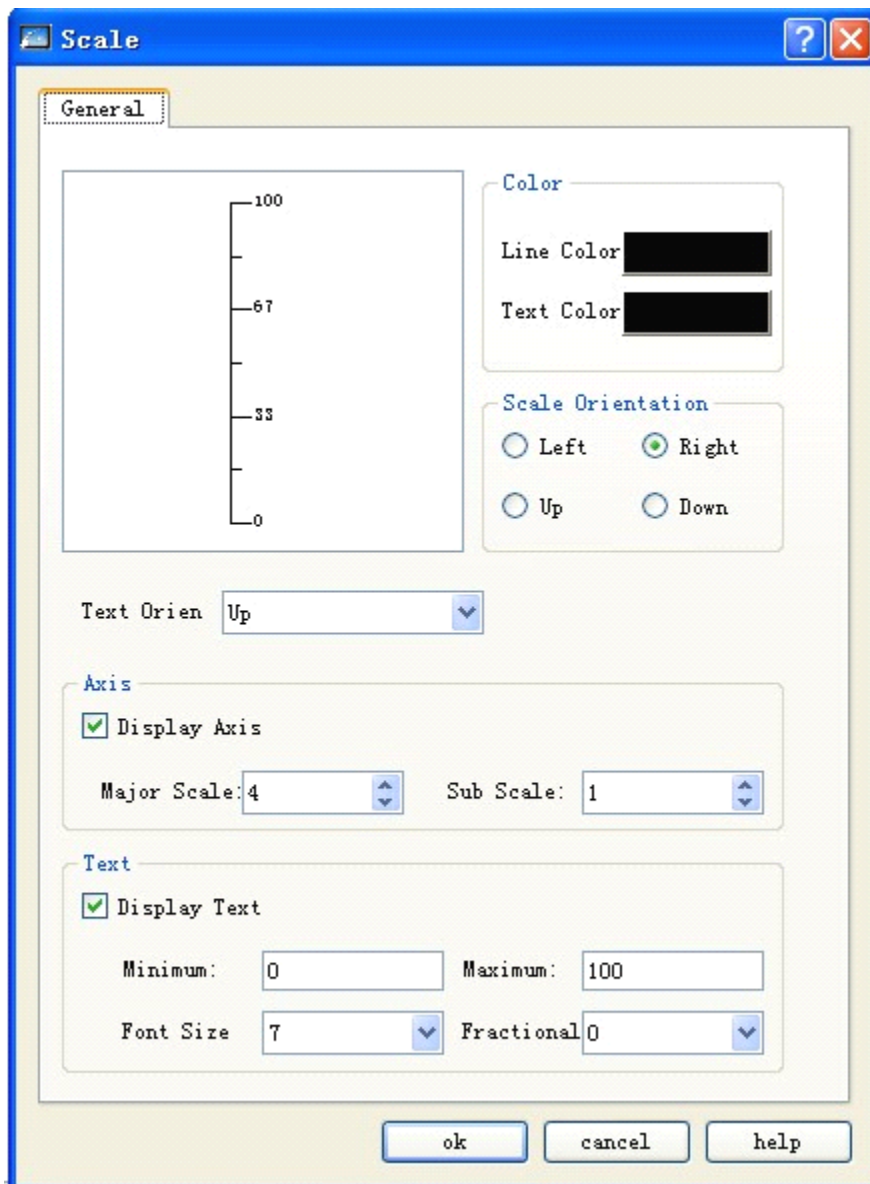 Scale
General
100
67
33
0
Color
Line Color
Text Color
Scale Orientation
Left Right
Up Down
Text Orien Up
Axis
Display Axis
Major Scale: 4 Sub Scale: 1
Text
Display Text
Minimum: 0 Maximum: 100
Font Size 7 Fractional 0
ok cancel help